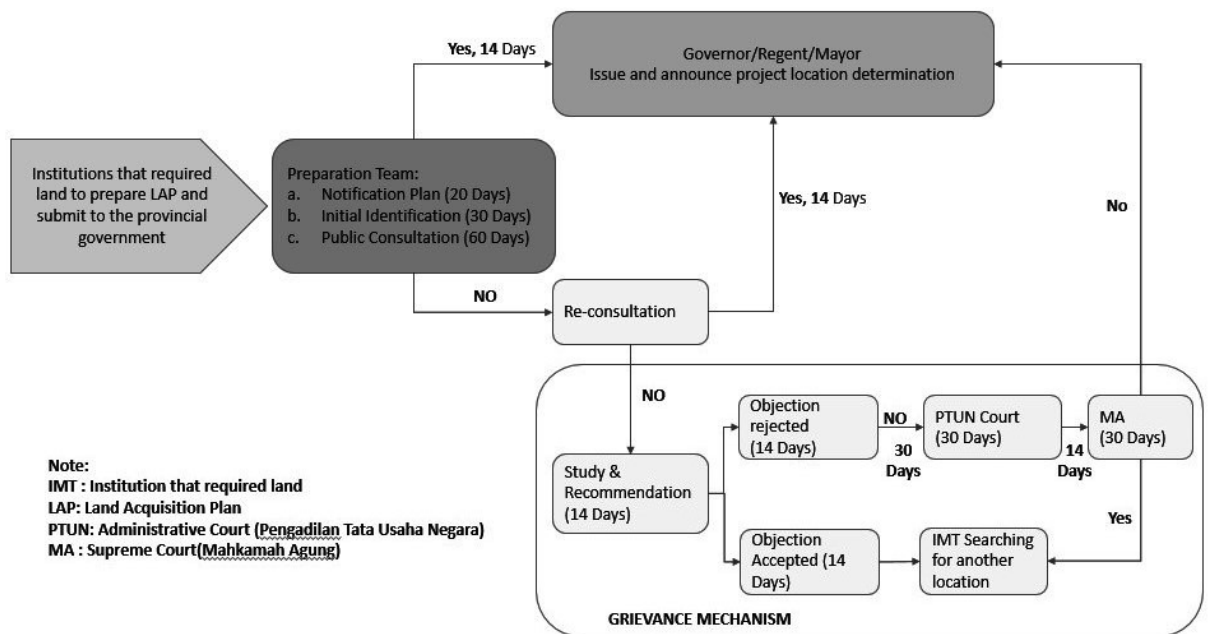 Yes, 14 Days
Governor/Regent/Mayor
Issue and announce project location determination
Institutions that required
land to prepare LAP and
submit to the provincial
government
Preparation Team:
a. Notification Plan (20 Days)
b. Initial Identification (30 Days)
c. Public Consultation (60 Days)
Yes, 14 Days
No
NO
Re-consultation
NO
Objection
rejected
(14 Days)
NO
30
Days
PTUN Court
(30 Days)
14
Days
MA
(30 Days)
Study &
Recommendation
(14 Days)
Yes
Objection
Accepted (14
Days)
IMT Searching
for another
location
GRIEVANCE MECHANISM
Note:
IMT : Institution that required land
LAP: Land Acquisition Plan
PTUN: Administrative Court (Pengadilan Tata Usaha Negara)
MA : Supreme Court(Mahkamah Agung)